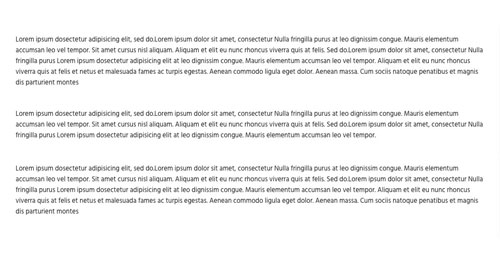 Lorem ipsum dosectetur adipisicing elit, sed do.Lorem ipsum dolor sit amet, consectetur Nulla fringilla purus at leo dignissim congue. Mauris elementum
accumsan leo vel tempor. Sit amet cursus nisl aliquam. Aliquam et elit eu nunc rhoncus viverra quis at felis. Sed do.Lorem ipsum dolor sit amet, consectetur Nulla
fringilla purus Lorem ipsum dosectetur adipisicing elit at leo dignissim congue. Mauris elementum accumsan leo vel tempor. Aliquam et elit eu nunc rhoncus
viverra quis at felis et netus et malesuada fames ac turpis egestas. Aenean commodo ligula eget dolor. Aenean massa. Cum sociis natoque penatibus et magnis
dis parturient montes
Lorem ipsum dosectetur adipisicing elit, sed do.Lorem ipsum dolor sit amet, consectetur Nulla fringilla purus at leo dignissim congue. Mauris elementum
accumsan leo vel tempor. Sit amet cursus nisl aliquam. Aliquam et elit eu nunc rhoncus viverra quis at felis. Sed do.Lorem ipsum dolor sit amet, consectetur Nulla
fringilla purus Lorem ipsum dosectetur adipisicing elit at leo dignissim congue. Mauris elementum accumsan leo vel tempor.
Lorem ipsum dosectetur adipisicing elit, sed do.Lorem ipsum dolor sit amet, consectetur Nulla fringilla purus at leo dignissim congue. Mauris elementum
accumsan leo vel tempor. Sit amet cursus nisl aliquam. Aliquam et elit eu nunc rhoncus viverra quis at felis. Sed do.Lorem ipsum dolor sit amet, consectetur Nulla
fringilla purus Lorem ipsum dosectetur adipisicing elit at leo dignissim congue. Mauris elementum accumsan leo vel tempor. Aliquam et elit eu nunc rhoncus
viverra quis at felis et netus et malesuada fames ac turpis egestas. Aenean commodo ligula eget dolor. Aenean massa. Cum sociis natoque penatibus et magnis
dis parturient montes